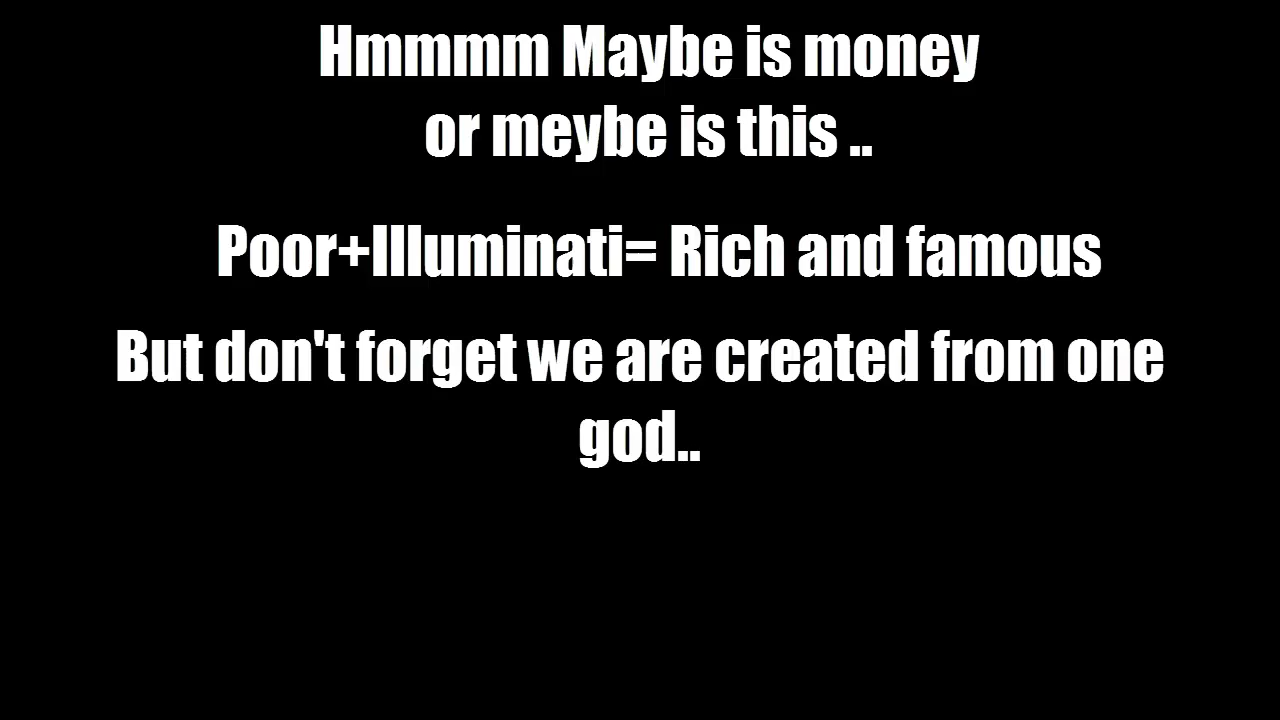 Hmmmm Maybe is money
or meybe is this ..
Poor+Illuminati= Rich and famous
But don't forget we are created from one
god..